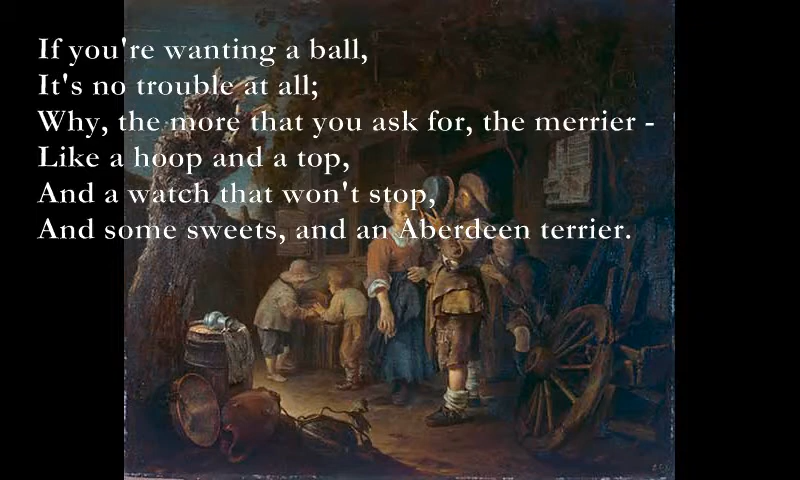 If you're wanting a ball,
It's no trouble at all;
Why, the more that you ask for, the merrier -
Like a hoop and a top,
And a watch that won't stop,
And some sweets, and an Aberdeen terrier.